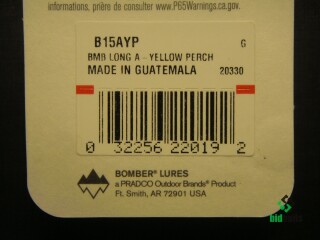 informations, prière de consulter www.P65Warnings.ca.gov.
B15AYP G
BMB LONG A - YELLOW PERCH
MADE IN GUATEMALA 20330
0 32256 22019 2
BOMBER® LURES
a PRADCO Outdoor Brands® Product
Ft. Smith, AR 72901 USA
bid